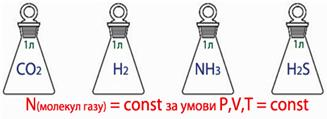 1л 1л 1л 1л
CO2 H2 NH3 H2S
N(молекул газу) = const за умови P,V,T = const